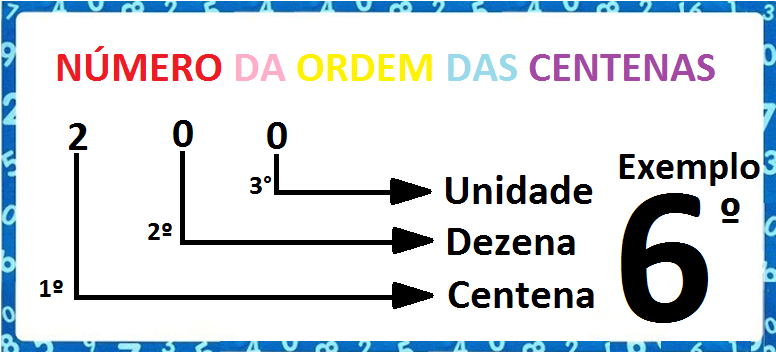 NÚMERO DA ORDEM DAS CENTENAS
2 0 0
Exemplo
3° Unidade
6º
2º Dezena
1º Centena